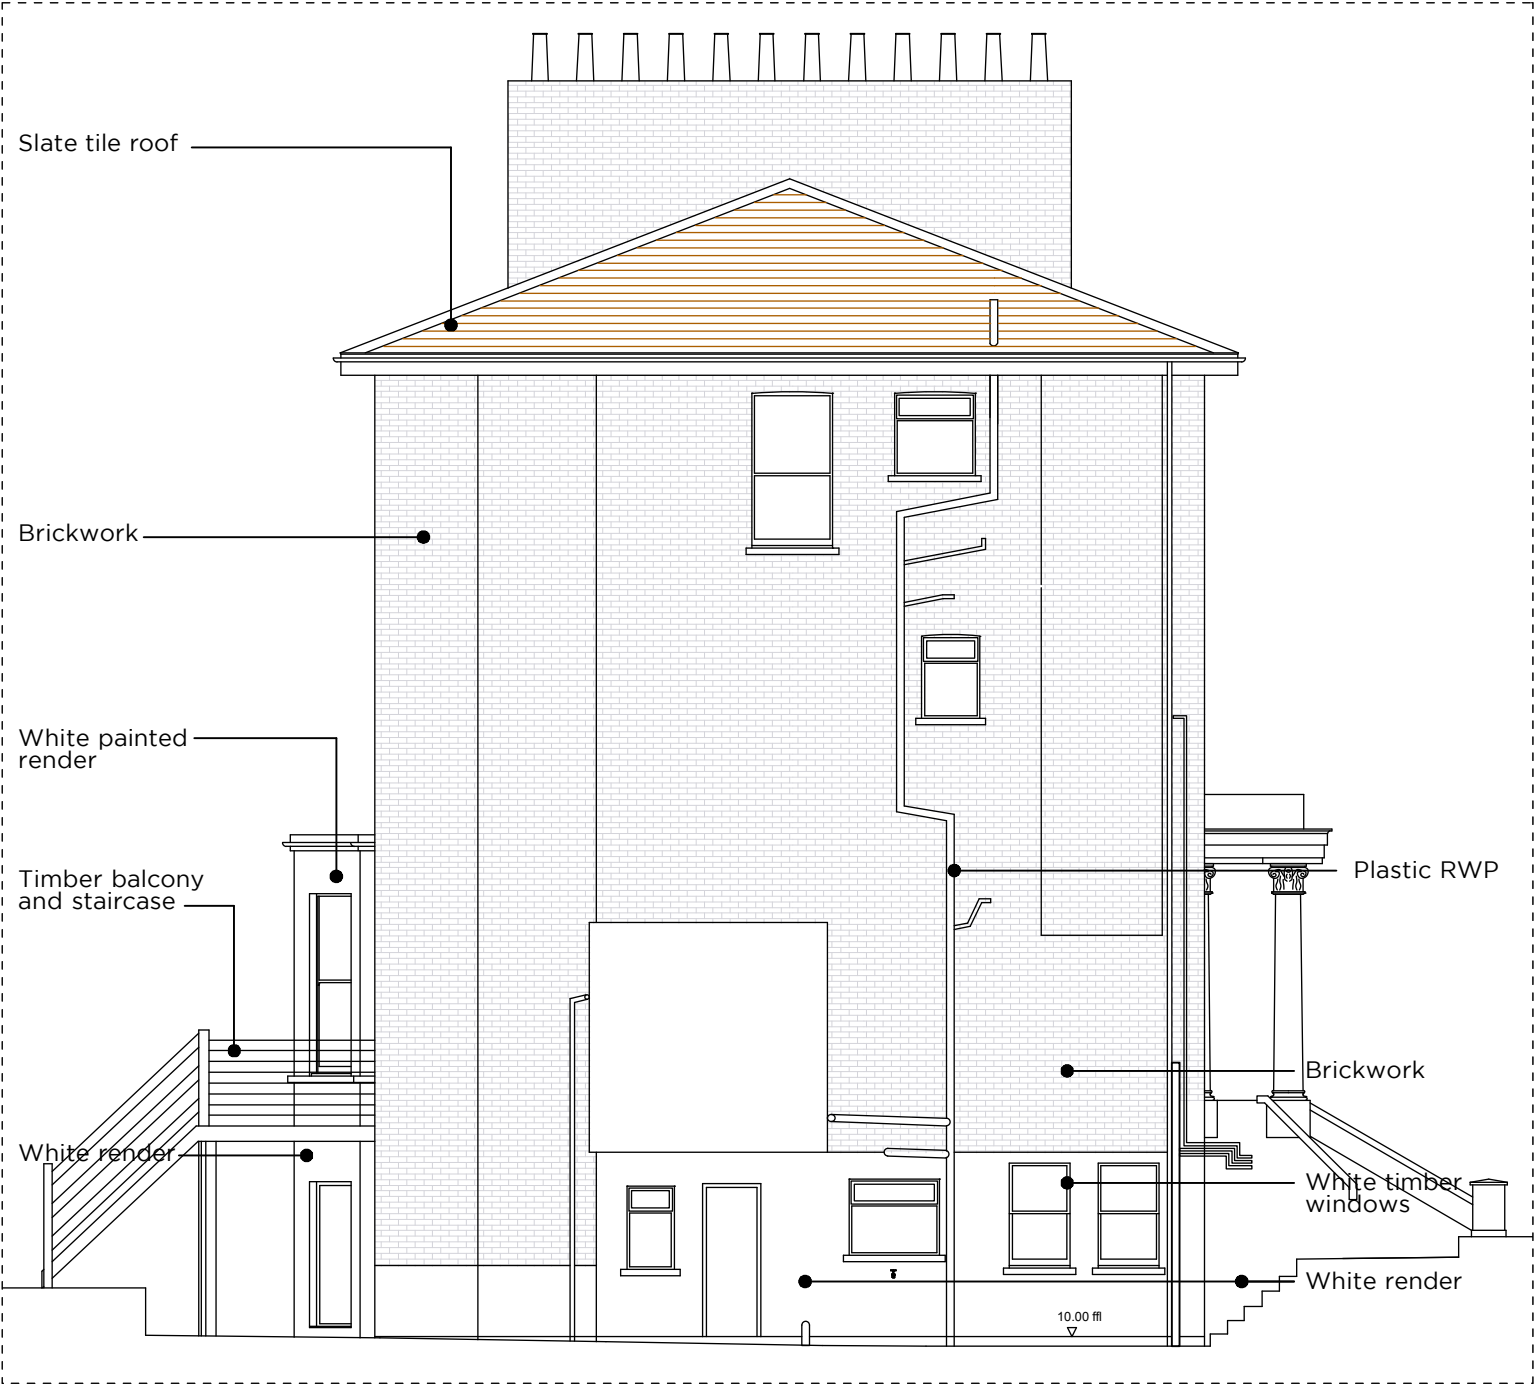 Slate tile roof
Brickwork
White painted
render
Timber balcony
and staircase
Plastic RWP
Brickwork
White render
White timber
windows
White render
10.00 ffl